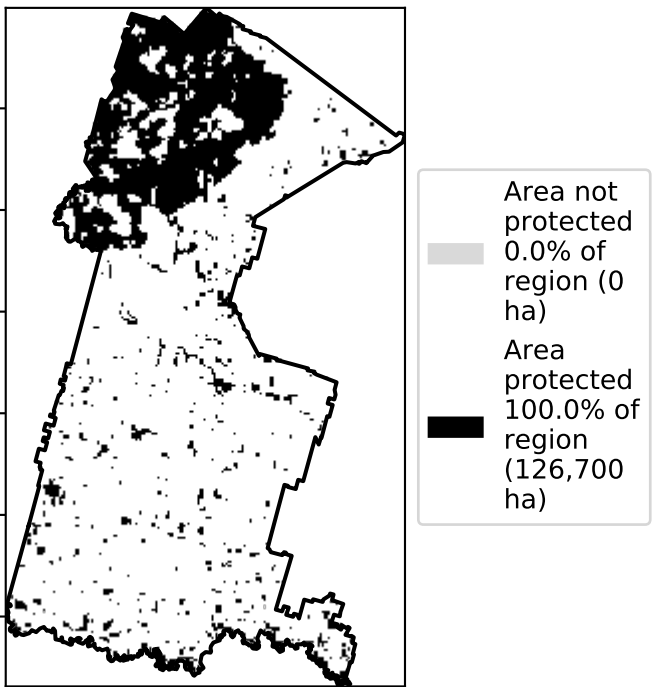 Area not
protected
0.0% of
region (0
ha)
Area
protected
100.0% of
region
(126,700
ha)